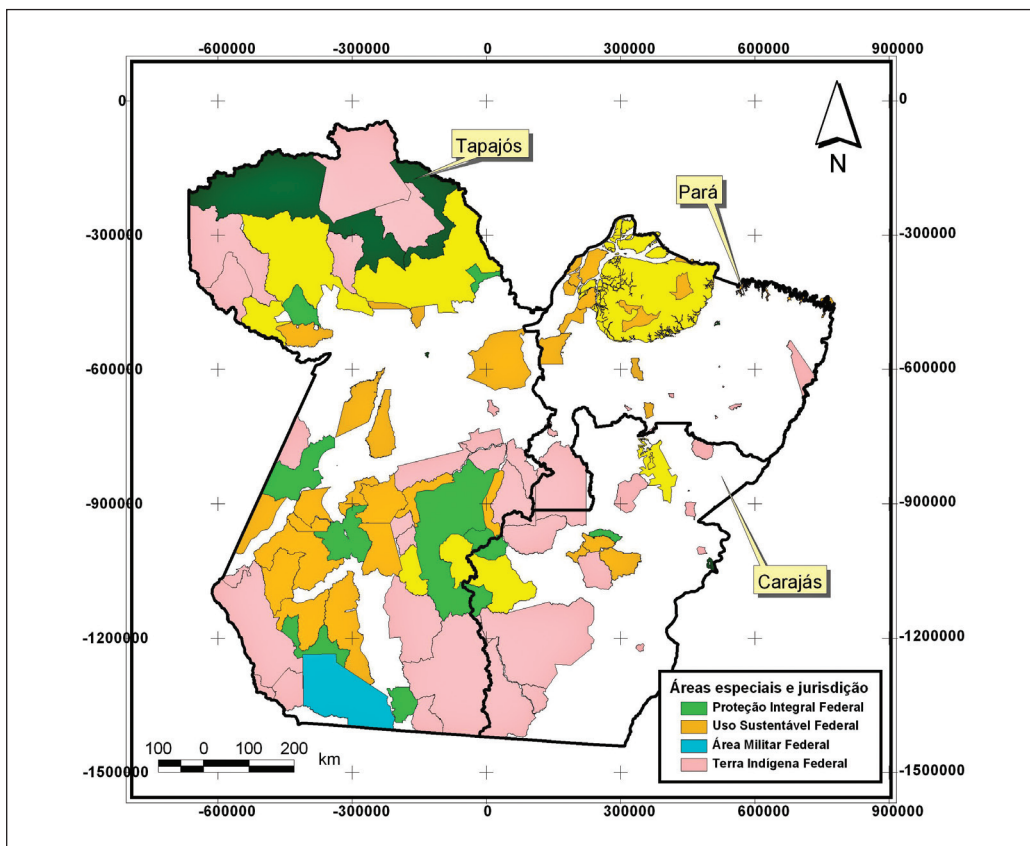 -600000 -300000 0 300000 600000 900000
0 0
N
Tapajós
Pará
-300000 -300000
-600000 -600000
-900000 -900000
Carajás
-1200000 -1200000
Áreas especiais e jurisdição
Proteção Integral Federal
Uso Sustentável Federal
Área Militar Federal
Terra Indígena Federal
100 0 100 200
km
-1500000 -1500000
-600000 -300000 0 300000 600000 900000